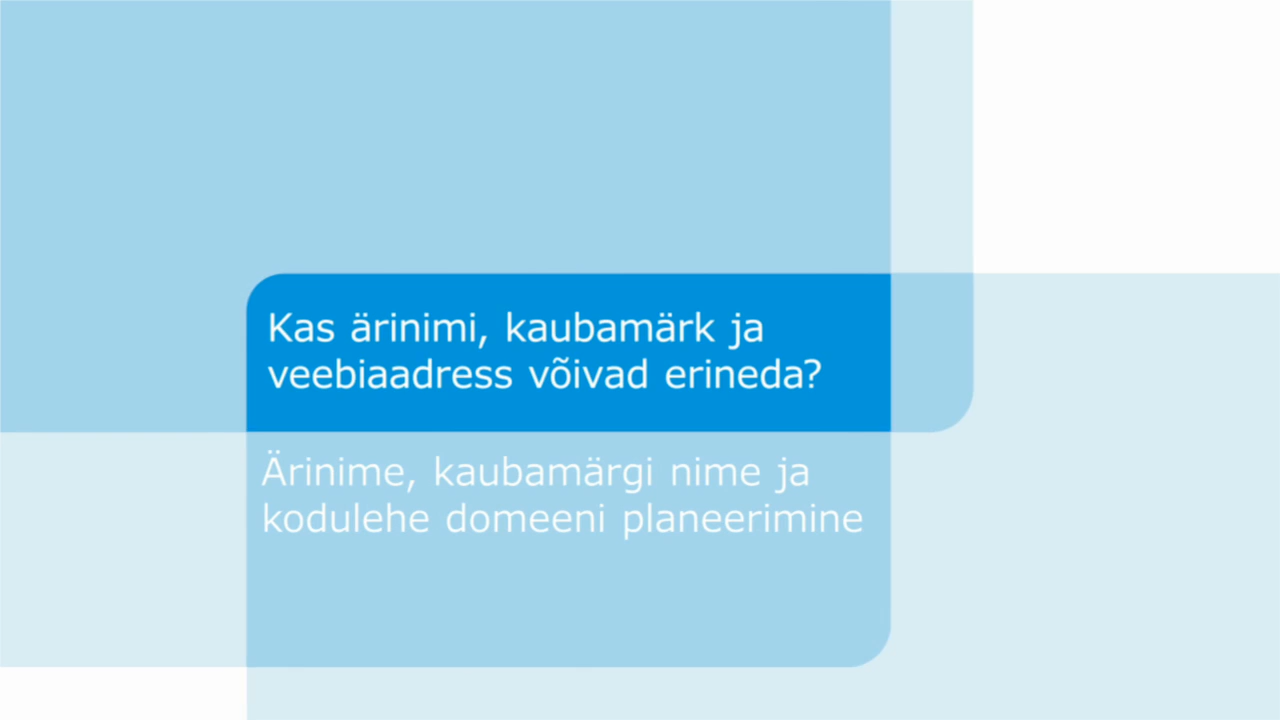 Kas ärinimi, kaubamärk ja
veebiaadress võivad erineda?
Ärinime, kaubamärgi nime ja
kodulehe domeeni planeerimine